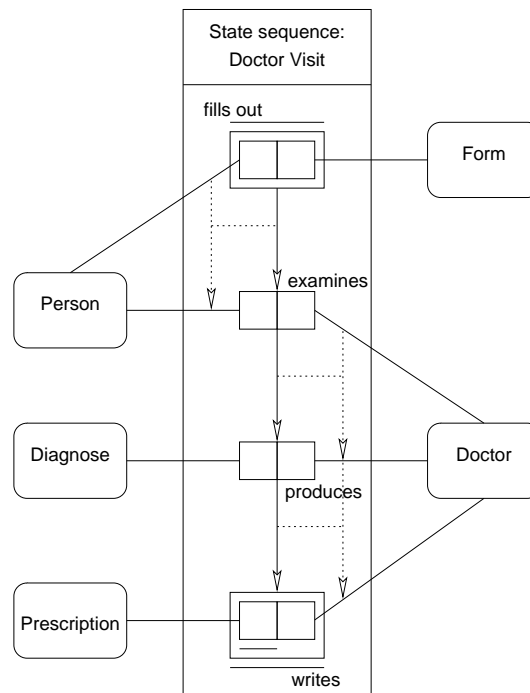 State sequence:
Doctor Visit
fills out
Form
examines
Person
Diagnose
Doctor
produces
Prescription
writes